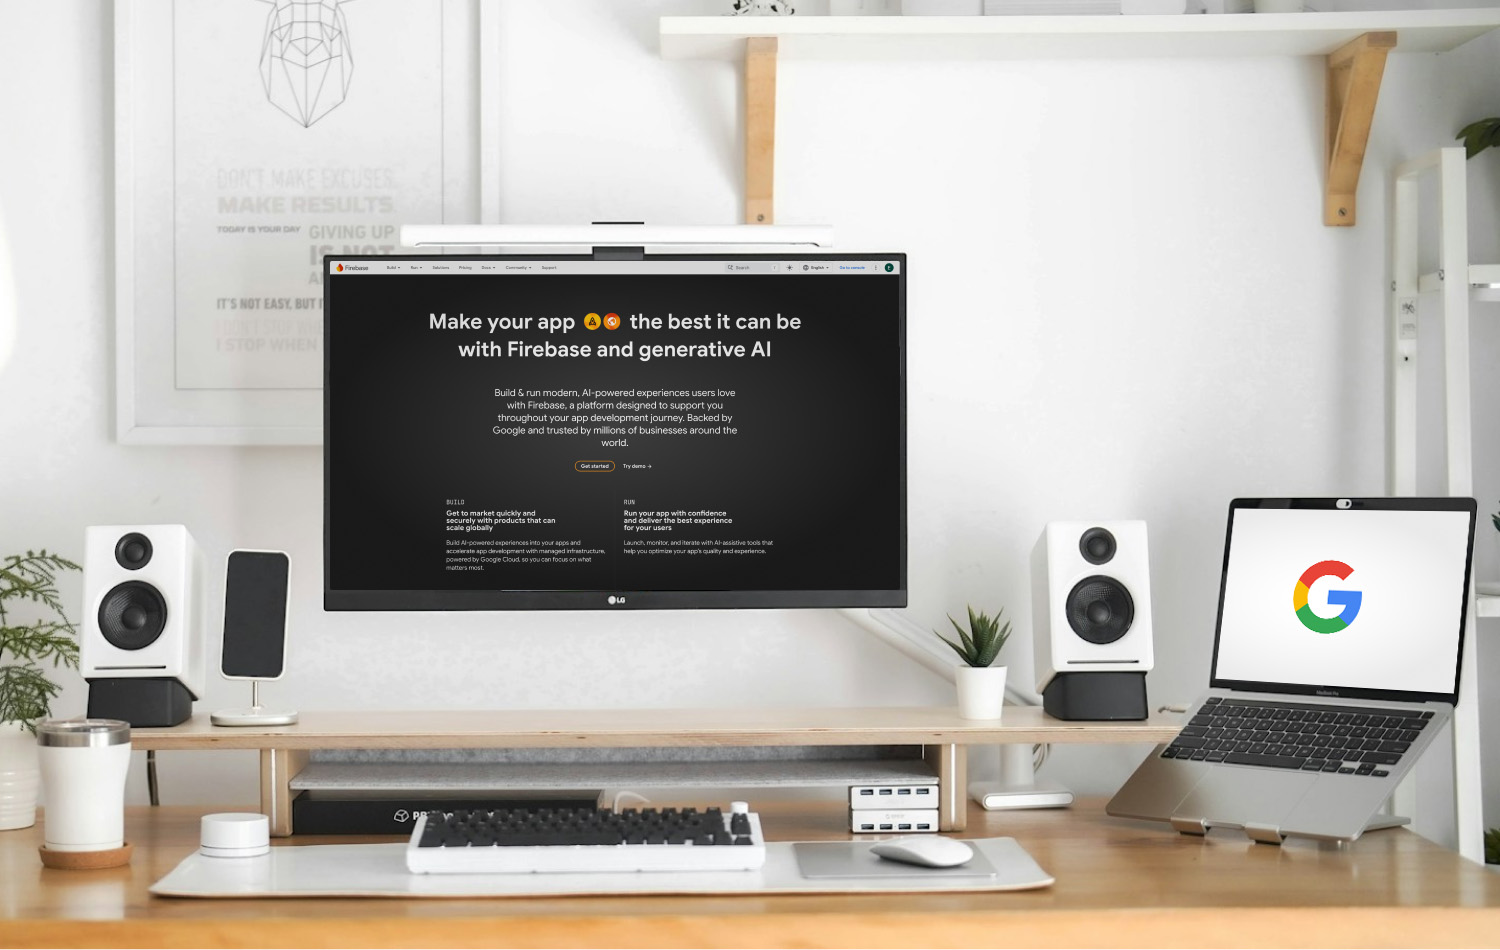 DON'T MAKE EXCUSES,
MAKE RESULTS
TODAY IS YOUR DAY
GIVING UP
IS NOT
IT'S NOT EASY, BUT
I STOP WHEN
Firebase
Build Run Solutions Pricing Docs Community Support
Search / English Go to console
Make your app the best it can be
with Firebase and generative AI
Build & run modern, AI-powered experiences users love
with Firebase, a platform designed to support you
throughout your app development journey. Backed by
Google and trusted by millions of businesses around the
world.
Get started Try demo →
BUILD
Get to market quickly and
securely with products that can
scale globally
Build AI-powered experiences into your apps and
accelerate app development with managed infrastructure,
powered by Google Cloud, so you can focus on what
matters most.
RUN
Run your app with confidence
and deliver the best experience
for your users
Launch, monitor, and iterate with AI-assistive tools that
help you optimize your app's quality and experience.
LG
G
MacBook Pro